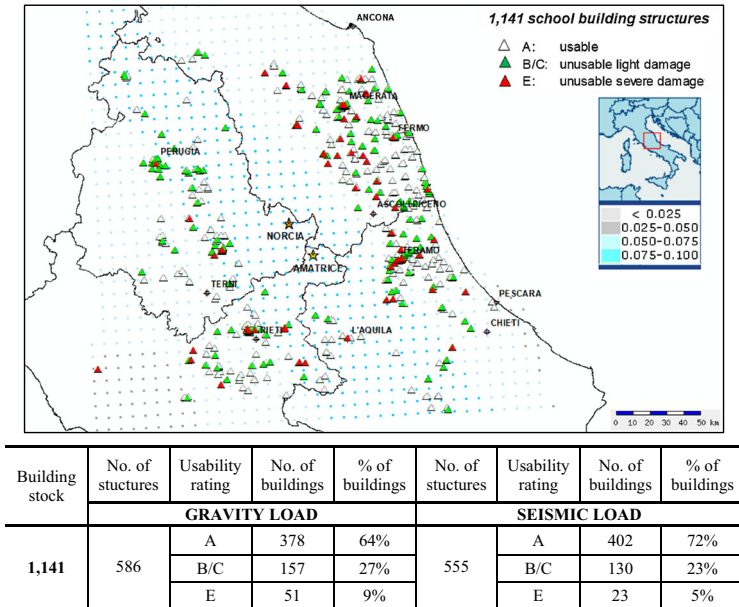 ANCONA
1,141 school building structures
A: usable
B/C: unusable light damage
E: unusable severe damage
MACERATA
FERMO
PERUGIA
ASCOLI PICENO
NORCIA
TERAMO
AMATRICE
TERNI
PESCARA
RIETI
L'AQUILA
CHIETI
< 0.025
0.025-0.050
0.050-0.075
0.075-0.100
0 10 20 30 40 50 km
Building stock No. of stuctures Usability rating No. of buildings % of buildings No. of stuctures Usability rating No. of buildings % of buildings
GRAVITY LOAD SEISMIC LOAD
1,141 586 A 378 64% 555 A 402 72%
B/C 157 27% B/C 130 23%
E 51 9% E 23 5%